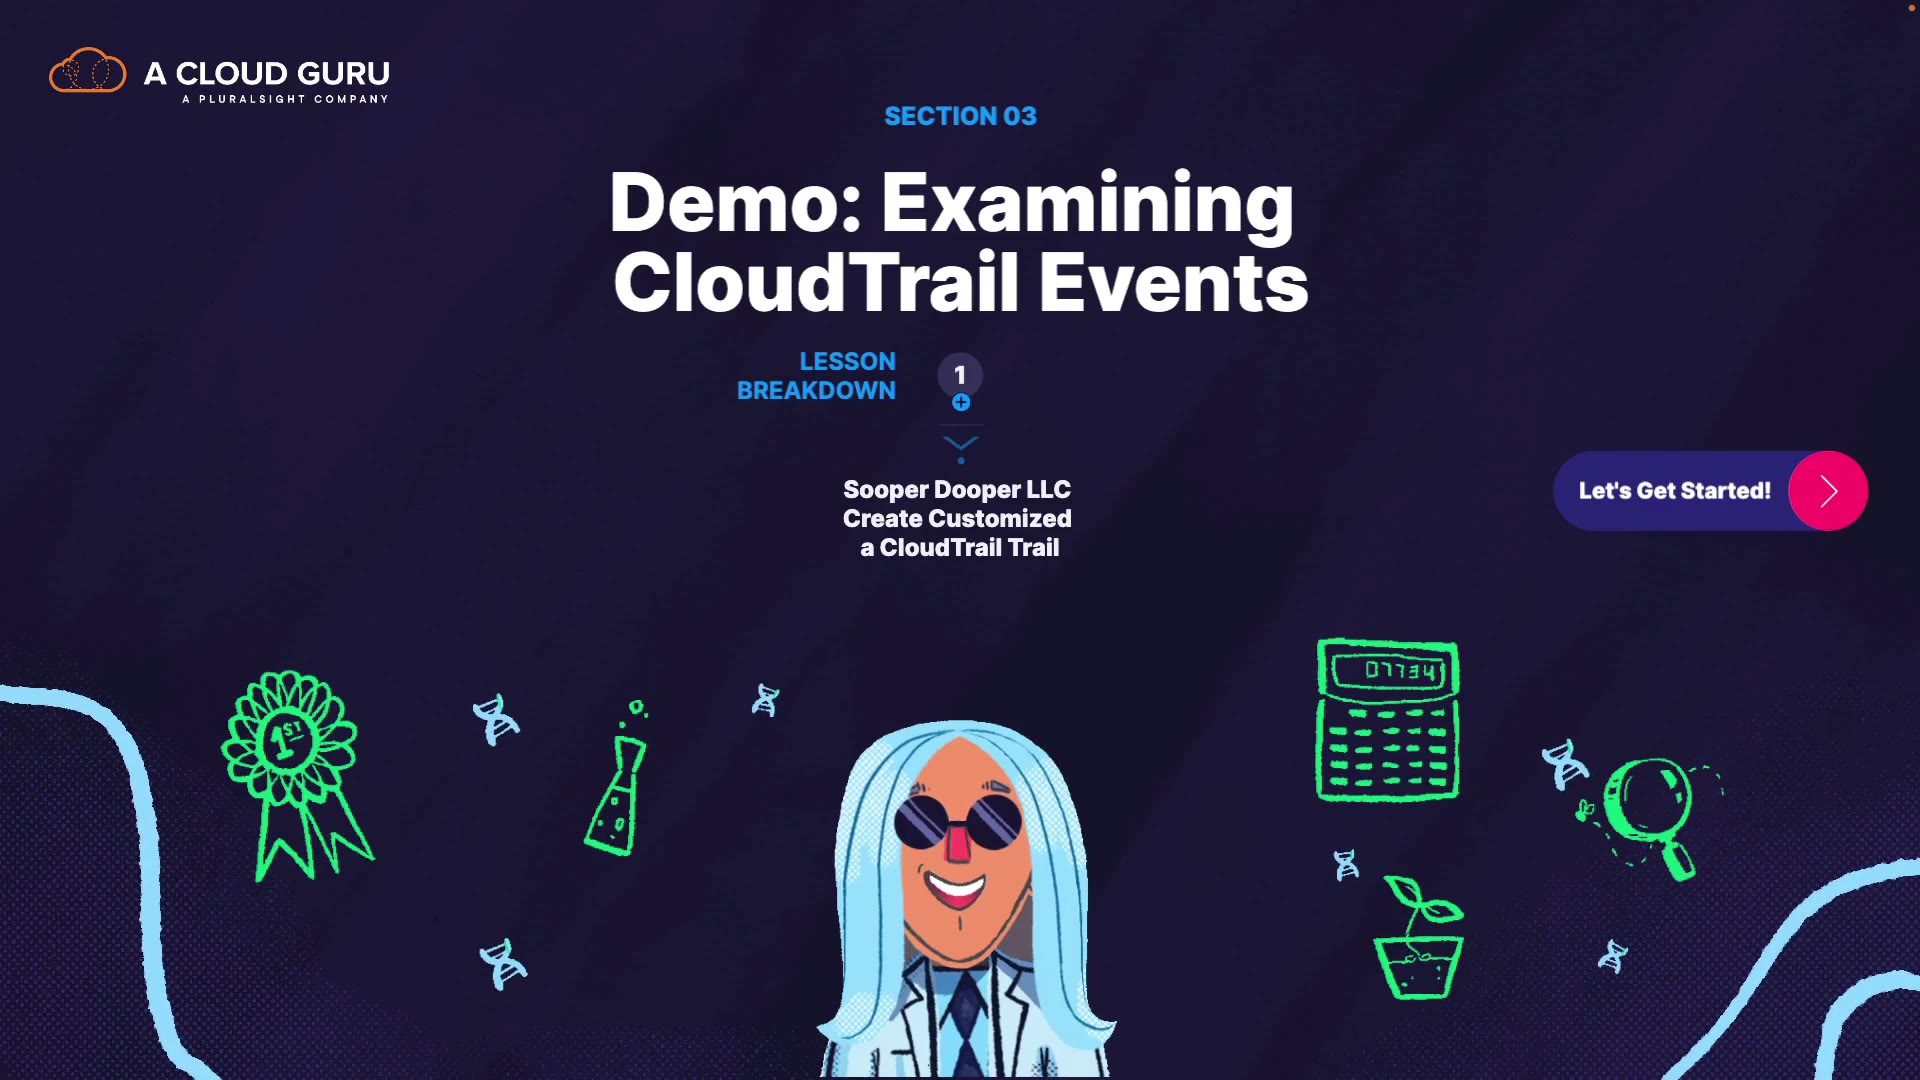 A CLOUD GURU
A PLURALSIGHT COMPANY
SECTION 03
Demo: Examining
CloudTrail Events
LESSON
BREAKDOWN
1
Sooper Dooper LLC
Create Customized
a CloudTrail Trail
Let's Get Started!
1ST
07734